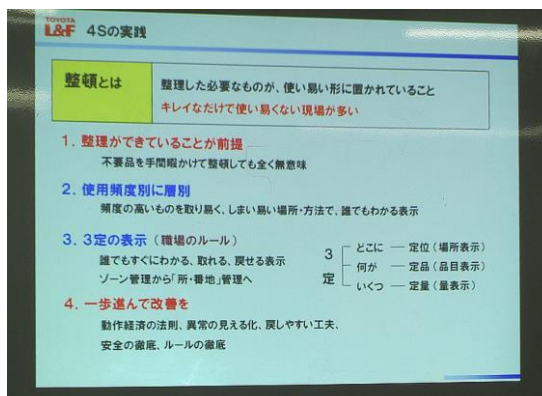 TOYOTA
L&F 4Sの実践
整頓とは
整理した必要なものが、使い易い形に置かれていること
キレイなだけで使い易くない現場が多い
1. 整理ができていることが前提
不要品を手間暇かけて整頓しても全く無意味
2. 使用頻度別に層別
頻度の高いものを取り易く、しまい易い場所・方法で、誰でもわかる表示
3. 3定の表示（職場のルール）
誰でもすぐにわかる、取れる、戻せる表示
ゾーン管理から「所・番地」管理へ
3定
どこに — 定位（場所表示）
何が — 定品（品目表示）
いくつ — 定量（量表示）
4. 一歩進んで改善を
動作経済の法則、異常の見える化、戻しやすい工夫、
安全の徹底、ルールの徹底